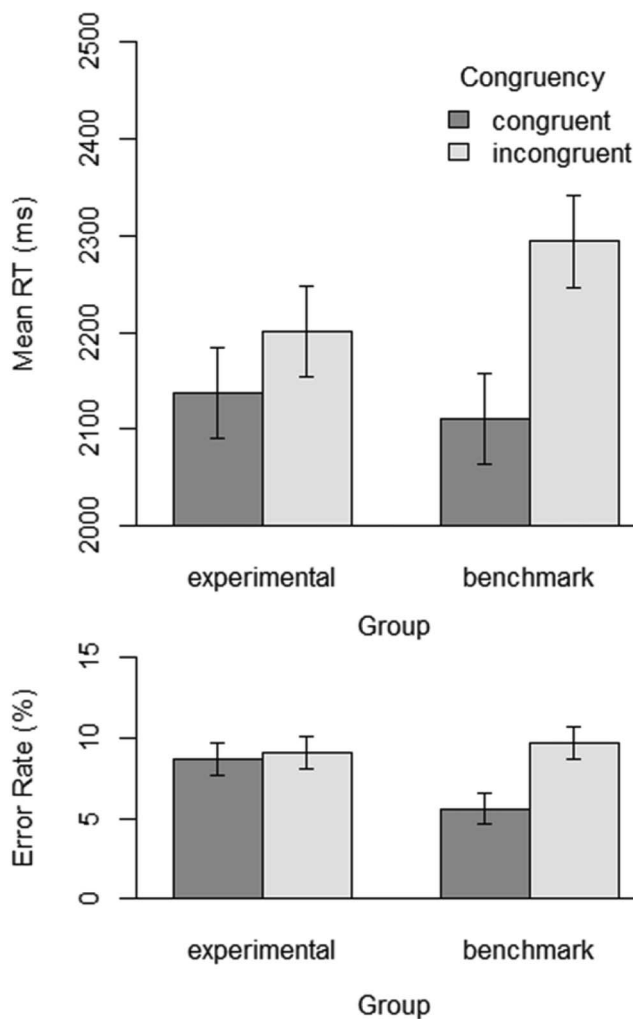 Mean RT (ms)
2500
2400
2300
2200
2100
2000
Congruency
congruent
incongruent
experimental benchmark
Group
Error Rate (%)
15
10
5
0
experimental benchmark
Group